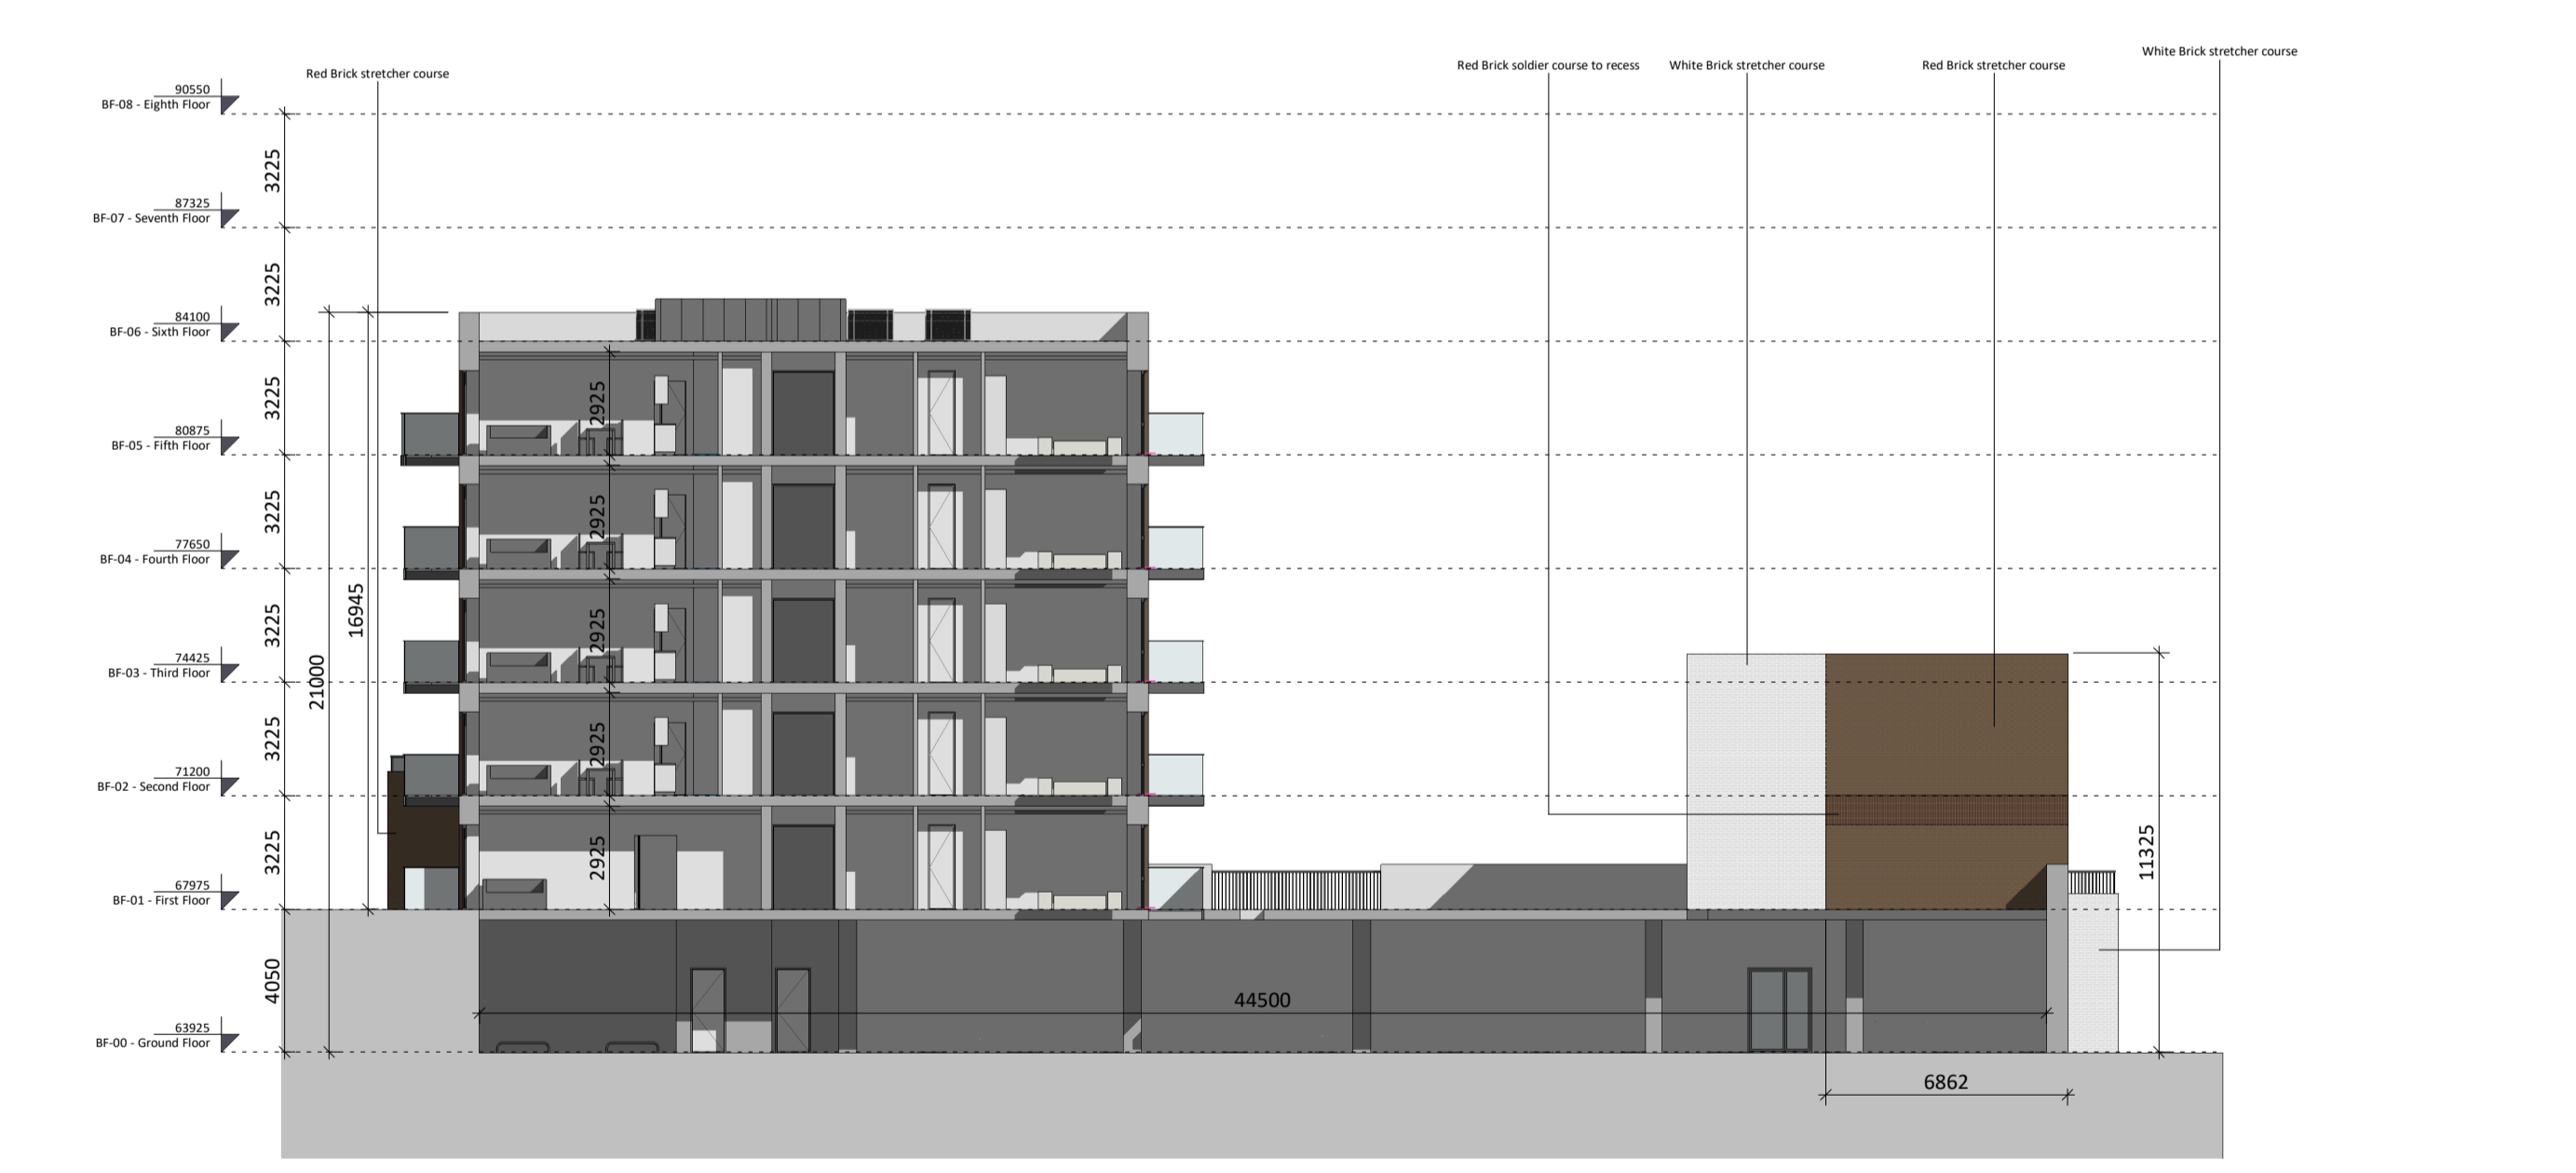 White Brick stretcher course
Red Brick soldier course to recess
White Brick stretcher course
Red Brick stretcher course
Red Brick stretcher course
90550
BF-08 - Eighth Floor
3225
87325
BF-07 - Seventh Floor
3225
84100
BF-06 - Sixth Floor
3225
2925
80875
BF-05 - Fifth Floor
3225
2925
77650
BF-04 - Fourth Floor
16945
3225
2925
74425
BF-03 - Third Floor
21000
3225
2925
71200
BF-02 - Second Floor
3225
2925
11325
67975
BF-01 - First Floor
4050
44500
63925
BF-00 - Ground Floor
6862